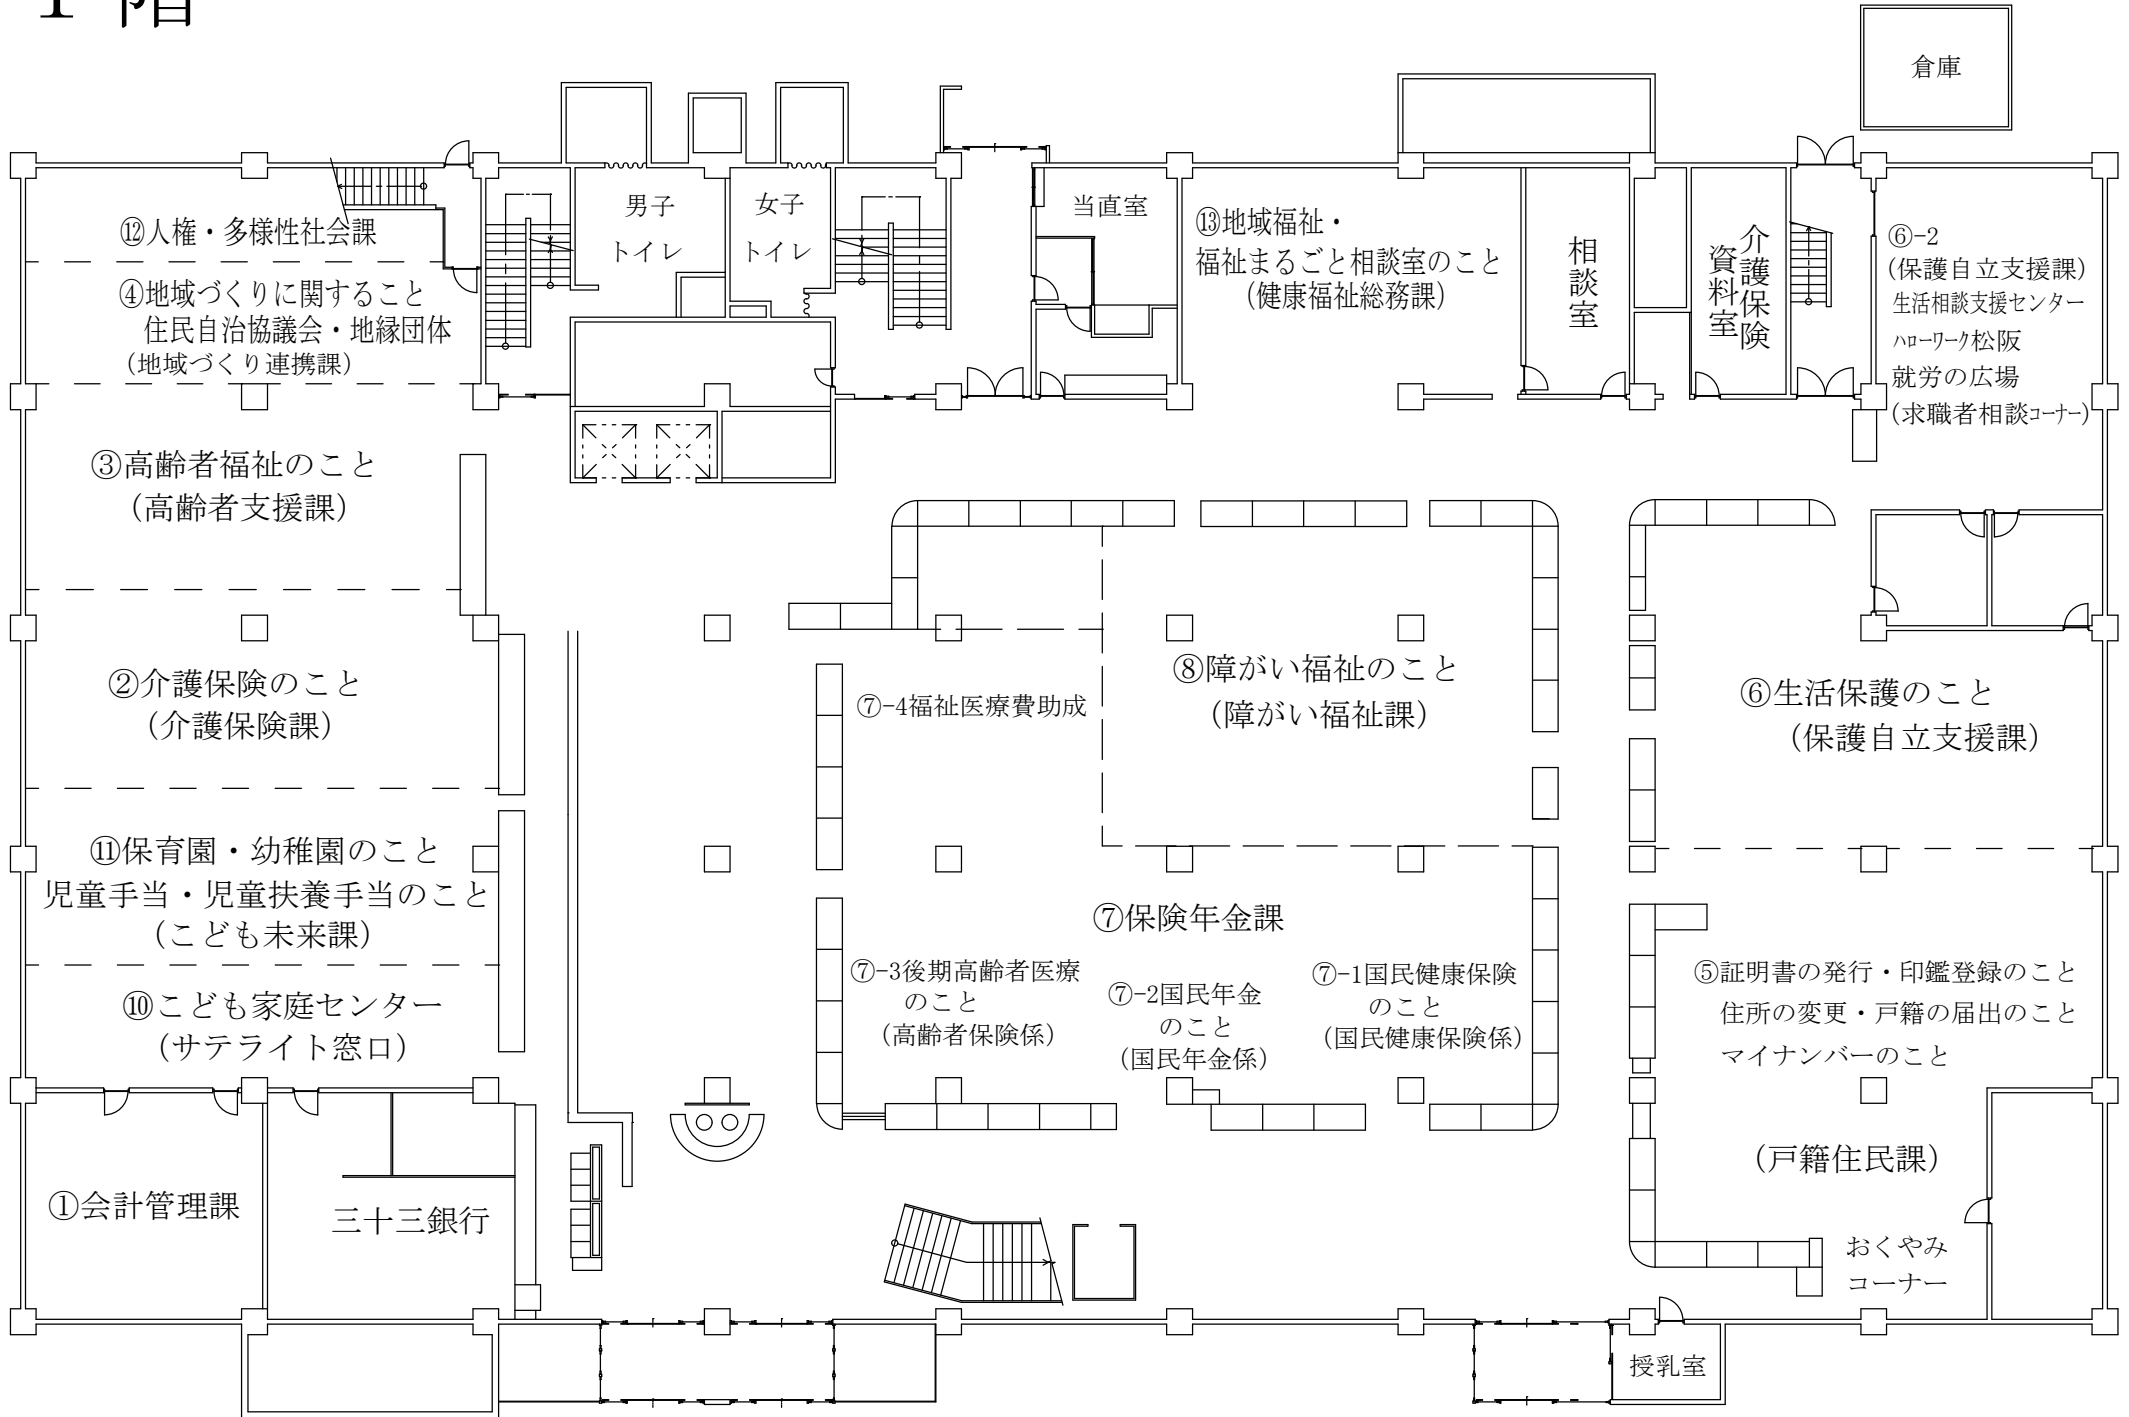 1 階
倉庫
⑫人権・多様性社会課
④地域づくりに関すること
住民自治協議会・地縁団体
(地域づくり連携課)
③高齢者福祉のこと
(高齢者支援課)
②介護保険のこと
(介護保険課)
⑪保育園・幼稚園のこと
児童手当・児童扶養手当のこと
(こども未来課)
⑩こども家庭センター
(サテライト窓口)
①会計管理課
三十三銀行
男子
トイレ
女子
トイレ
当直室
⑬地域福祉・
福祉まるごと相談室のこと
(健康福祉総務課)
相談室
介護保険
資料室
⑥-2
(保護自立支援課)
生活相談支援センター
ハローワーク松阪
就労の広場
(求職者相談コーナー)
⑦-4福祉医療費助成
⑧障がい福祉のこと
(障がい福祉課)
⑥生活保護のこと
(保護自立支援課)
⑦保険年金課
⑦-3後期高齢者医療
のこと
(高齢者保険係)
⑦-2国民年金
のこと
(国民年金係)
⑦-1国民健康保険
のこと
(国民健康保険係)
⑤証明書の発行・印鑑登録のこと
住所の変更・戸籍の届出のこと
マイナンバーのこと
(戸籍住民課)
おくやみ
コーナー
授乳室